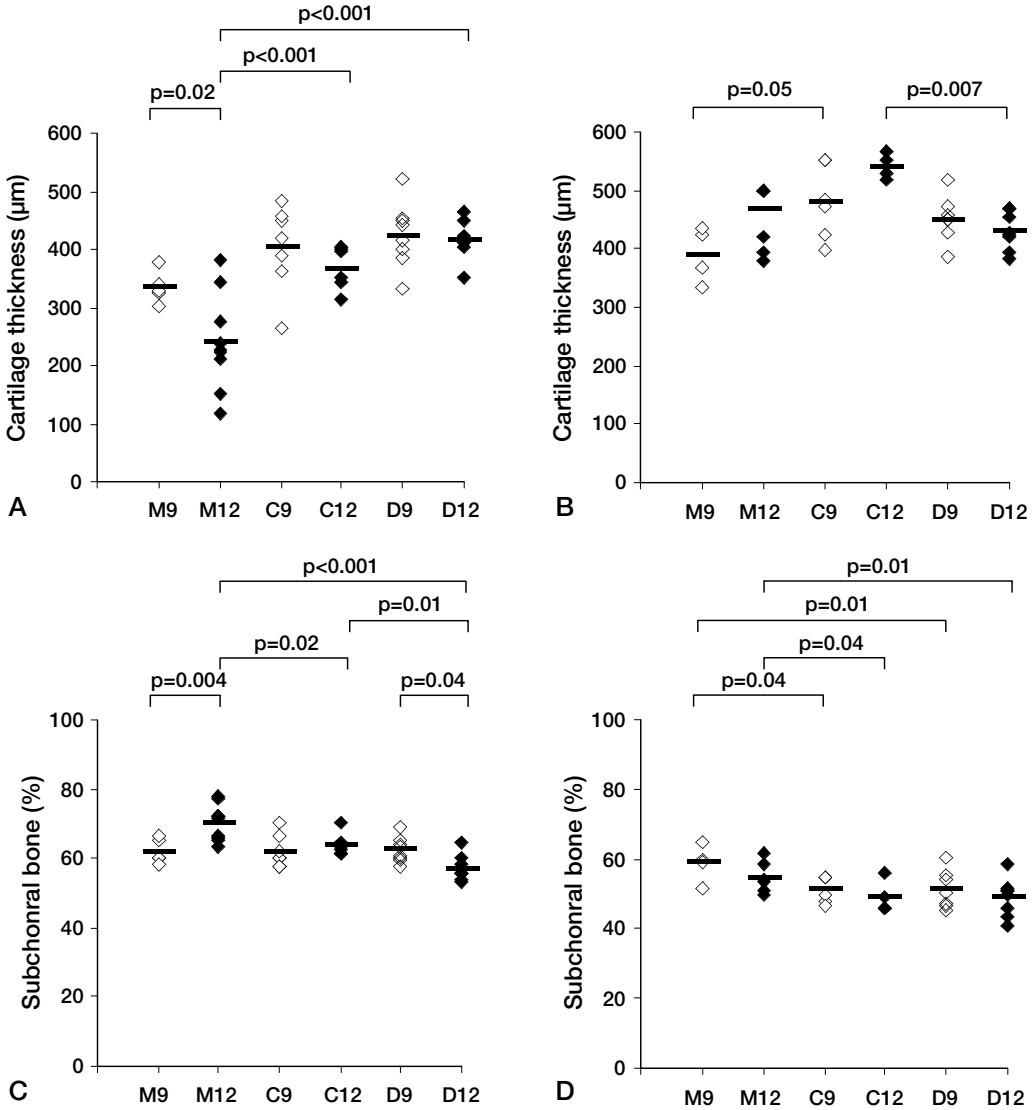 p<0.001
p<0.001
p=0.02
600
500
400
300
200
100
0
Cartilage thickness (µm)
A
M9 M12 C9 C12 D9 D12
p=0.05 p=0.007
600
500
400
300
200
100
0
Cartilage thickness (µm)
B
M9 M12 C9 C12 D9 D12
p<0.001
p=0.01
p=0.02
p=0.004 p=0.04
100
80
60
40
20
0
Subchonral bone (%)
C
M9 M12 C9 C12 D9 D12
p=0.01
p=0.01
p=0.04
p=0.04
100
80
60
40
20
0
Subchonral bone (%)
D
M9 M12 C9 C12 D9 D12